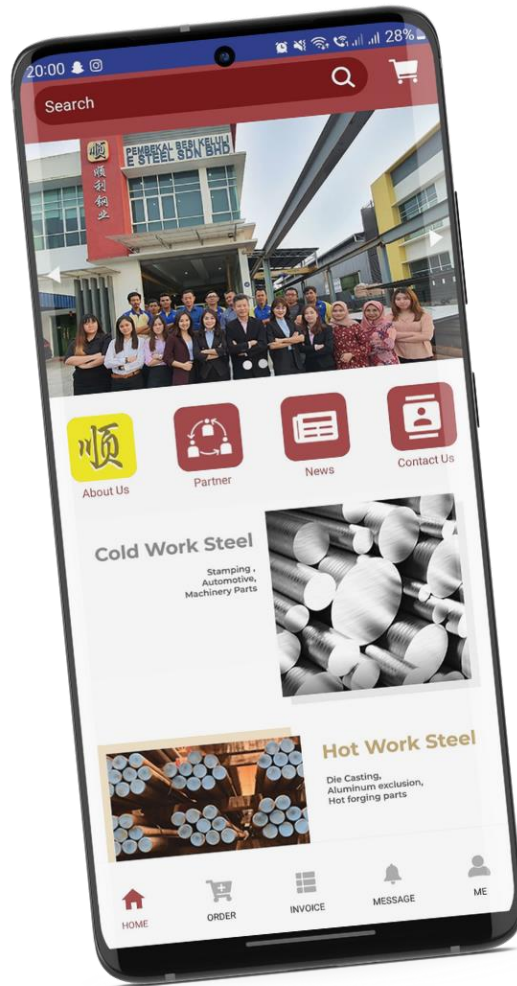 20:00
28%
Search
顺
顺利钢业
PEMBEKAL BESI KELULI
E STEEL SDN BHD
顺
About Us
Partner
News
Contact Us
Cold Work Steel
Stamping ,
Automotive,
Machinery Parts
Hot Work Steel
Die Casting,
Aluminum exclusion,
Hot forging parts
HOME
ORDER
INVOICE
MESSAGE
ME